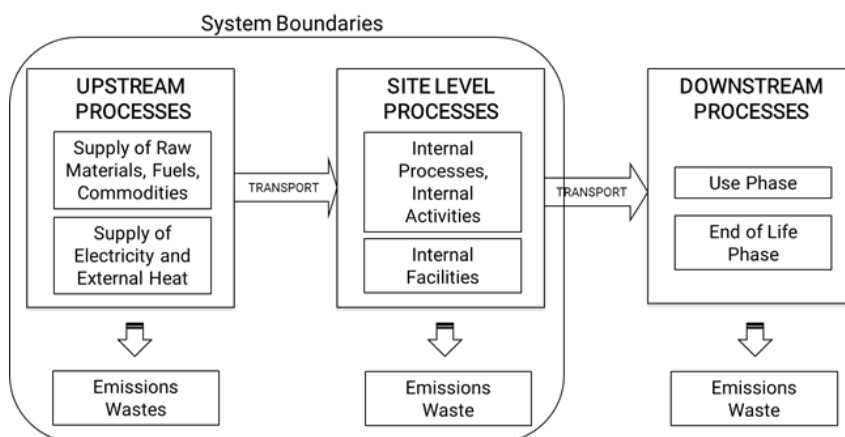 System Boundaries
UPSTREAM
PROCESSES
Supply of Raw
Materials, Fuels,
Commodities
Supply of
Electricity and
External Heat
TRANSPORT
SITE LEVEL
PROCESSES
Internal
Processes,
Internal
Activities
Internal
Facilities
TRANSPORT
DOWNSTREAM
PROCESSES
Use Phase
End of Life
Phase
Emissions
Wastes
Emissions
Waste
Emissions
Waste